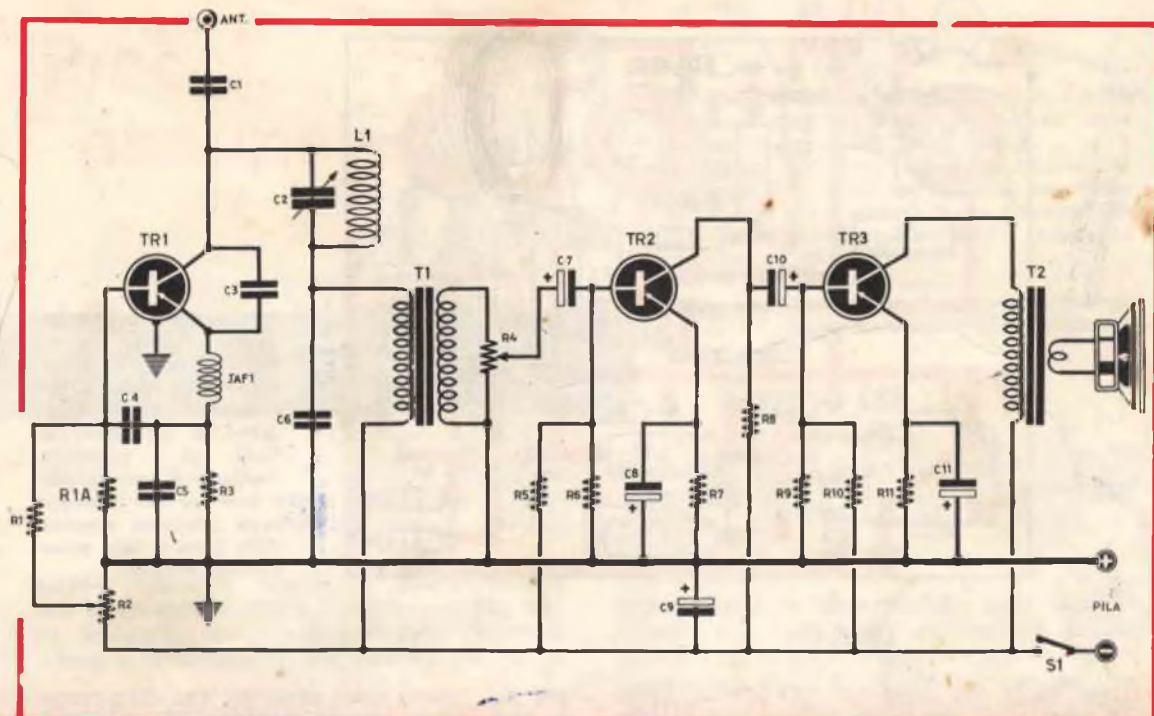 ANT.
C1
L1
C2
TR1
C3
JAF1
T1
C7
TR2
C10
TR3
T2
R4
C4
C6
R8
R1A
C5
R3
R5
R6
C8
R7
R9
R10
R11
C11
R1
R2
C9
PILA
S1
+
+
+
+
+
+
-